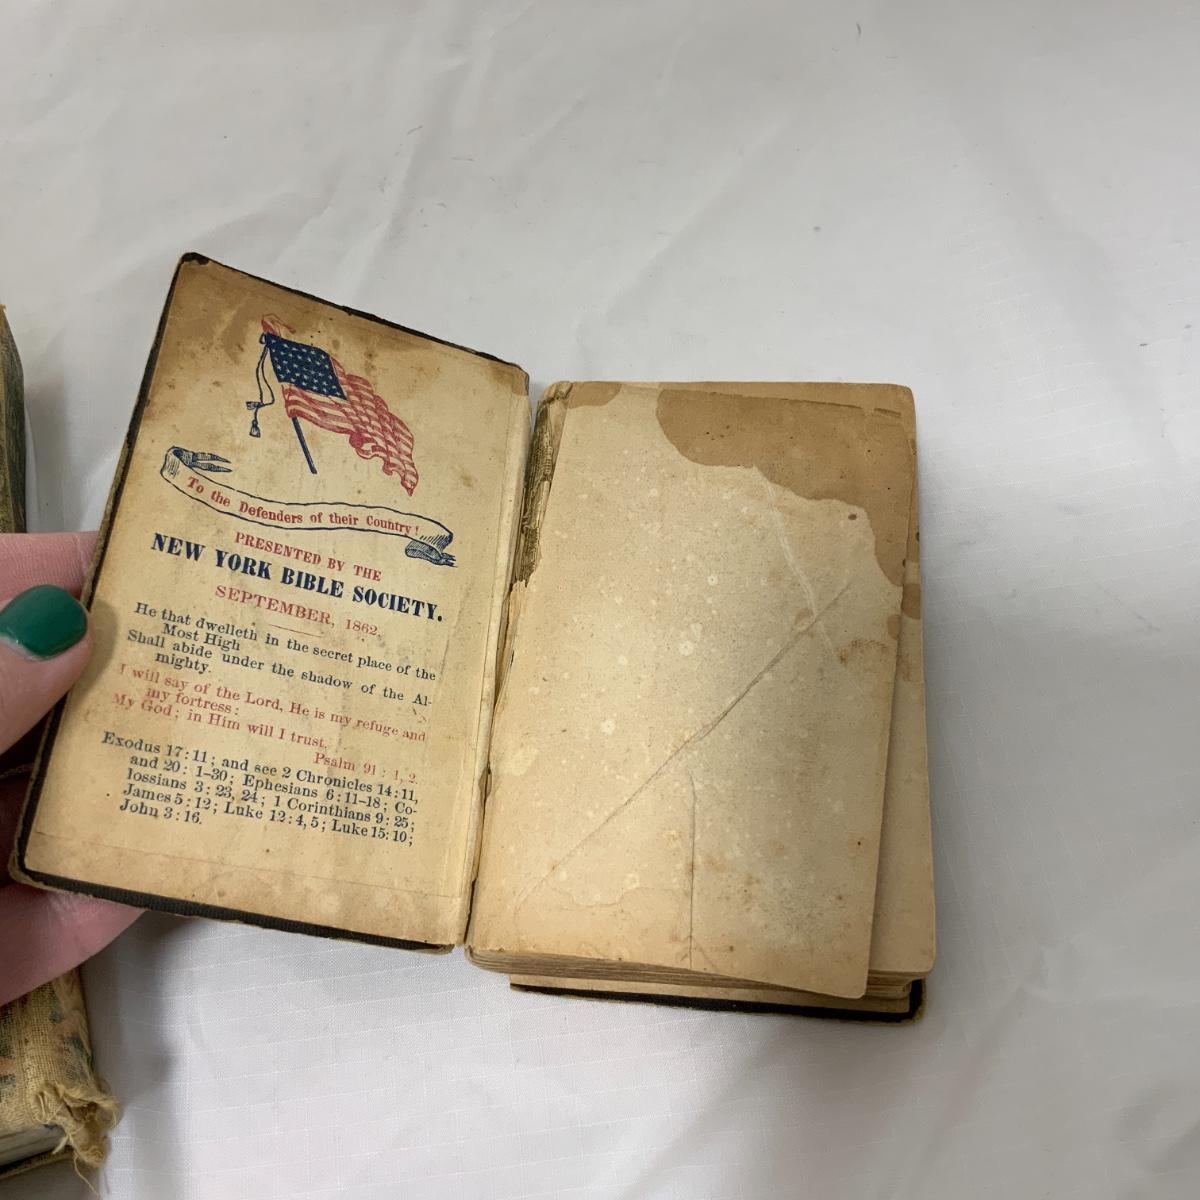 To the Defenders of their Country!
PRESENTED BY THE
NEW YORK BIBLE SOCIETY.
SEPTEMBER, 1862.
He that dwelleth in the secret place of the
Most High
Shall abide under the shadow of the Al-
mighty.
I will say of the Lord, He is my refuge and
my fortress:
My God; in Him will I trust.
Psalm 91:1, 2.
Exodus 17:11; and see 2 Chronicles 14:11,
and 20: 1-30; Ephesians 6:11-18; Co-
lossians 3:23, 24; 1 Corinthians 9:25;
James 5:12; Luke 12:4, 5; Luke 15:10;
John 3:16.